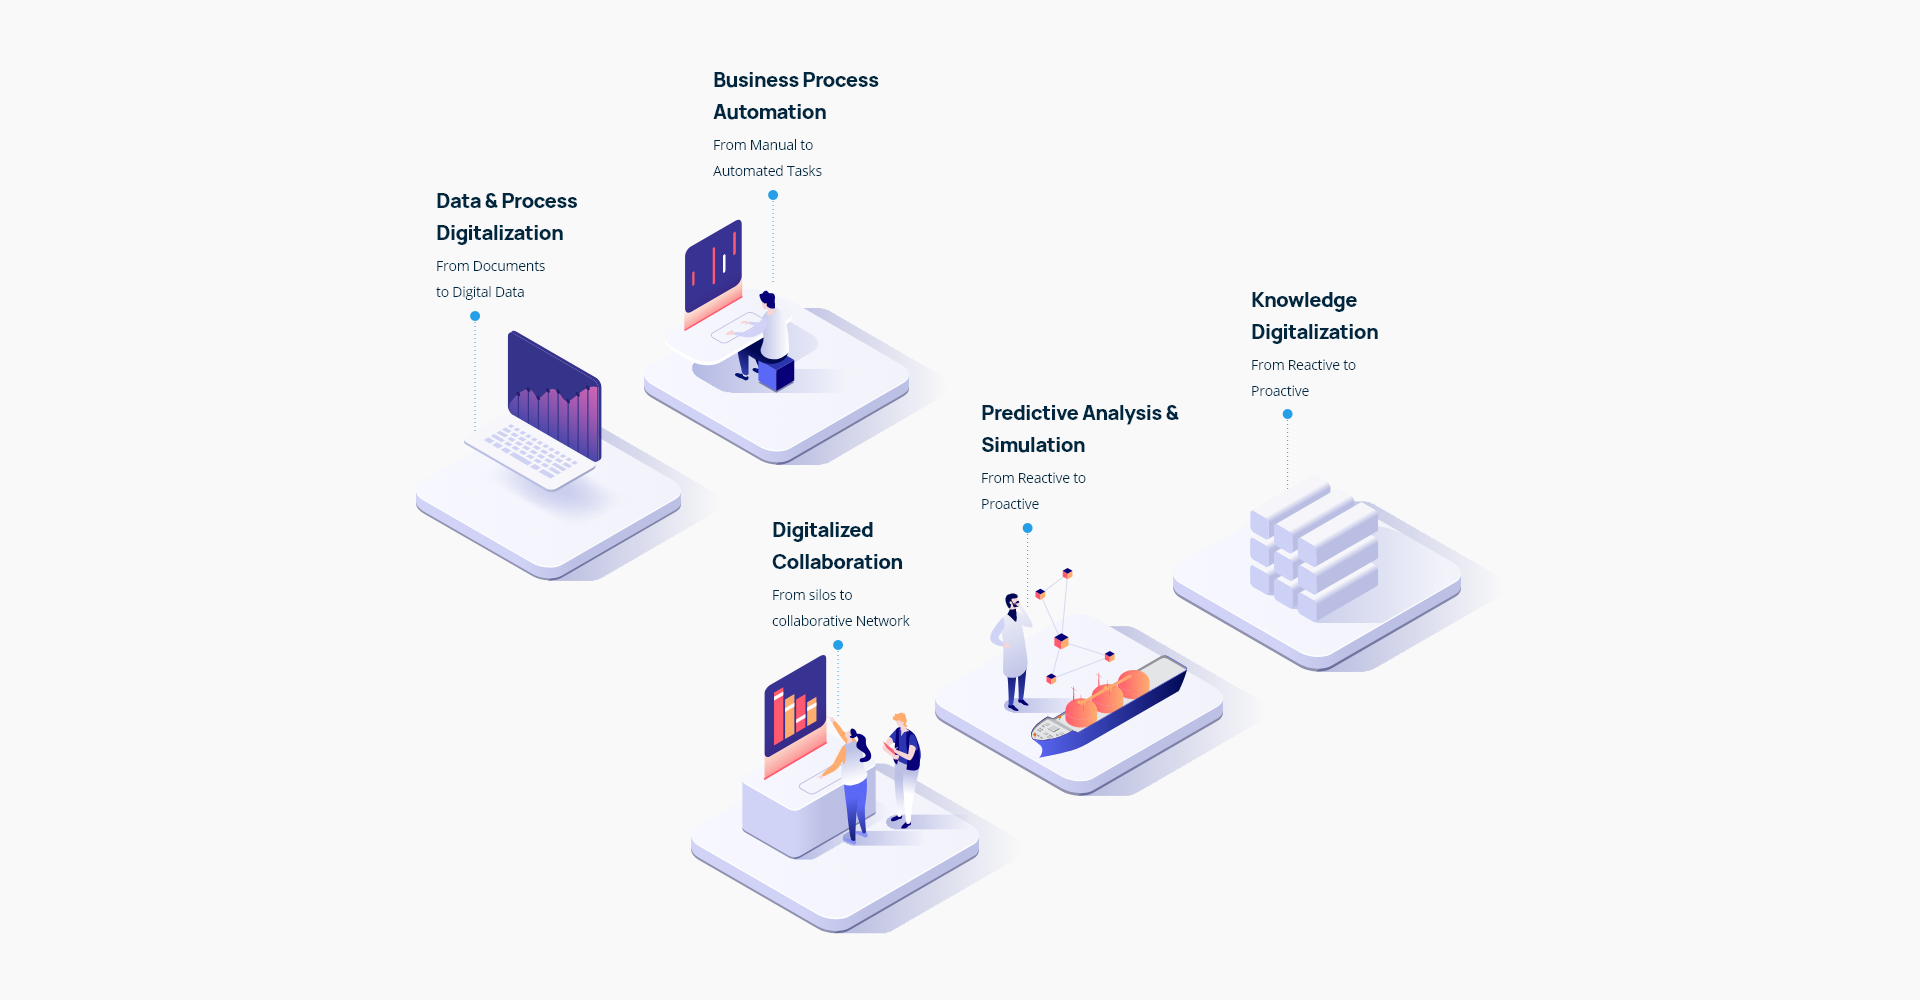 Business Process
Automation
From Manual to
Automated Tasks
Data & Process
Digitalization
From Documents
to Digital Data
Knowledge
Digitalization
From Reactive to
Proactive
Predictive Analysis &
Simulation
From Reactive to
Proactive
Digitalized
Collaboration
From silos to
collaborative Network